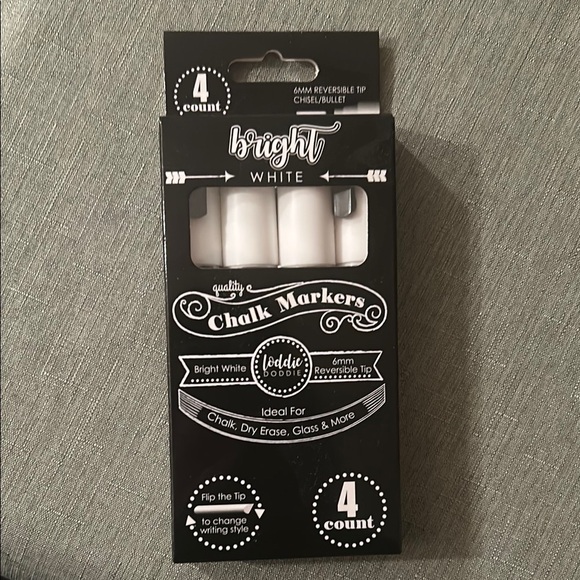 4
count
6MM REVERSIBLE TIP
CHISEL/BULLET
bright
WHITE
quality
Chalk Markers
Bright White
loddie
DODDIE
6mm
Reversible Tip
Ideal For
Chalk, Dry Erase, Glass & More
Flip the Tip
to change
writing style
4
count